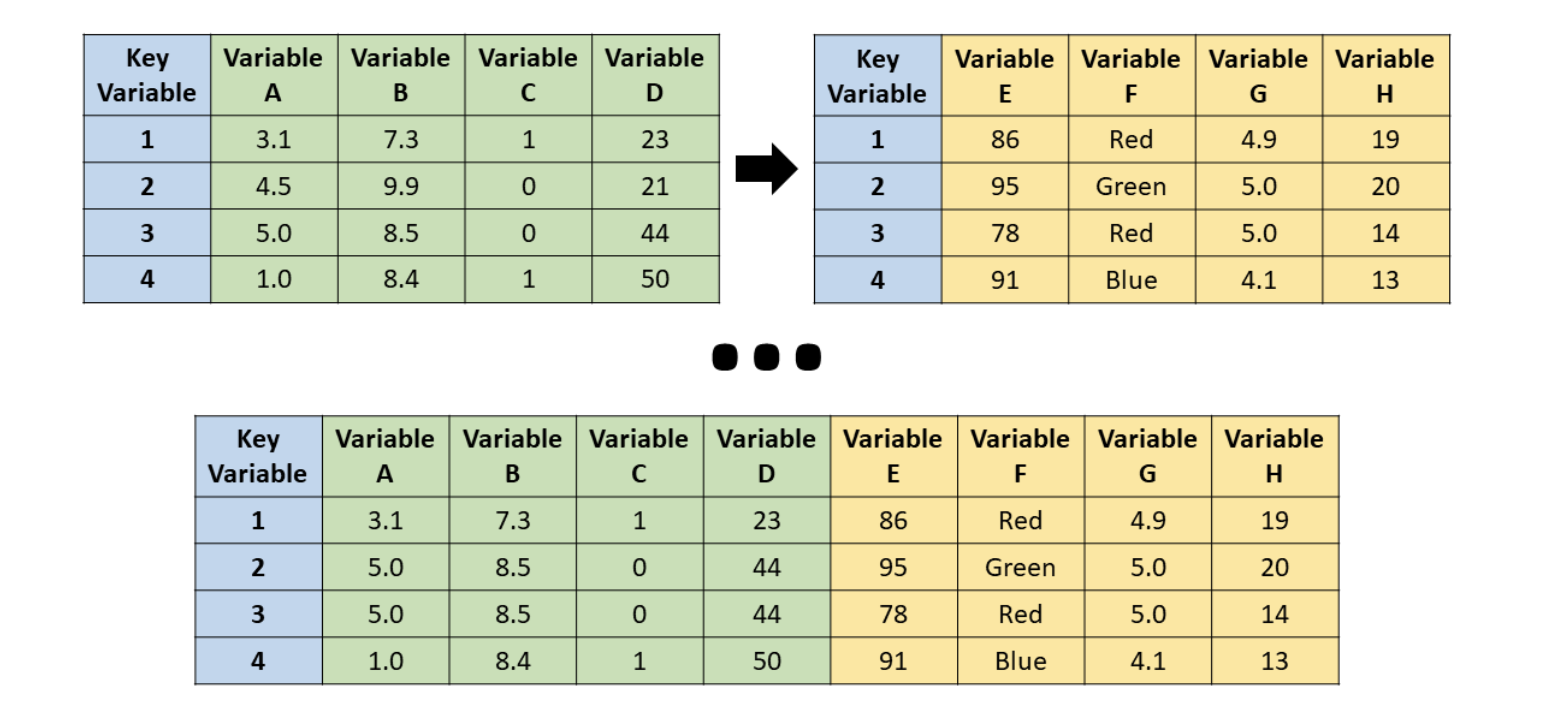 Key Variable Variable A Variable B Variable C Variable D
1 3.1 7.3 1 23
2 4.5 9.9 0 21
3 5.0 8.5 0 44
4 1.0 8.4 1 50
Key Variable Variable E Variable F Variable G Variable H
1 86 Red 4.9 19
2 95 Green 5.0 20
3 78 Red 5.0 14
4 91 Blue 4.1 13
Key Variable Variable A Variable B Variable C Variable D Variable E Variable F Variable G Variable H
1 3.1 7.3 1 23 86 Red 4.9 19
2 5.0 8.5 0 44 95 Green 5.0 20
3 5.0 8.5 0 44 78 Red 5.0 14
4 1.0 8.4 1 50 91 Blue 4.1 13